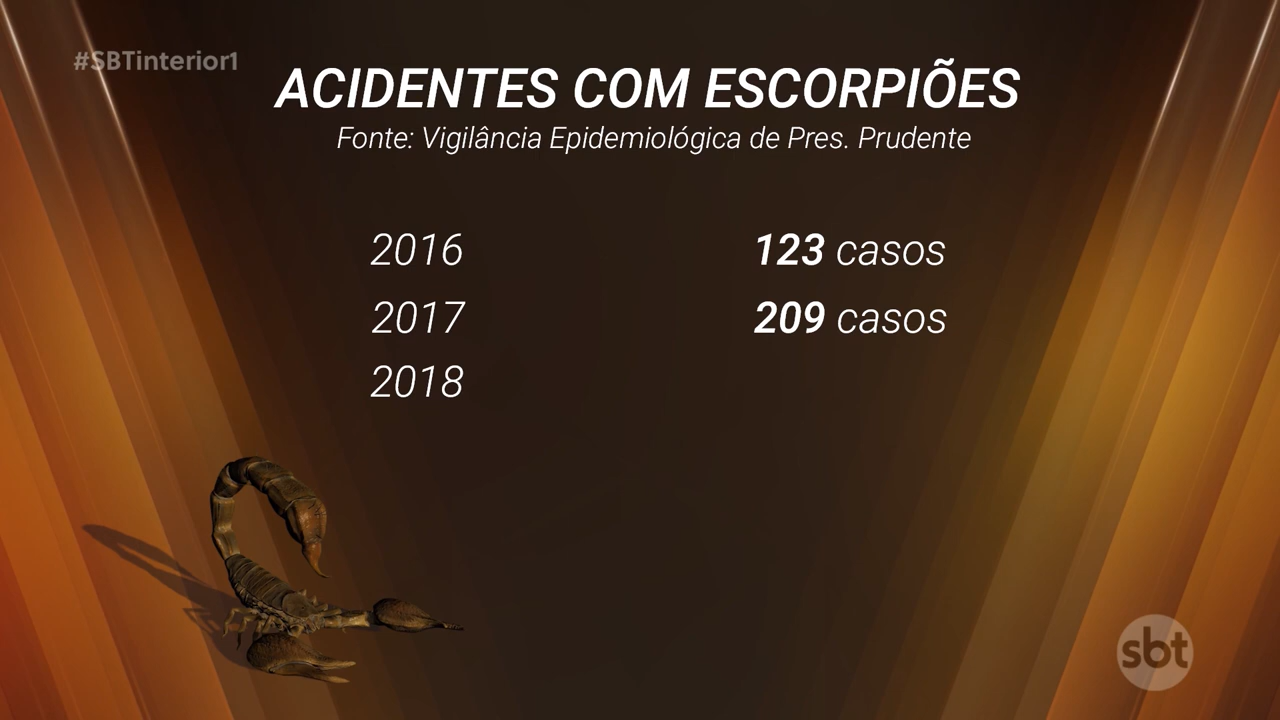 #SBTinterior1
ACIDENTES COM ESCORPIÕES
Fonte: Vigilância Epidemiológica de Pres. Prudente
2016 123 casos
2017 209 casos
2018
sbt